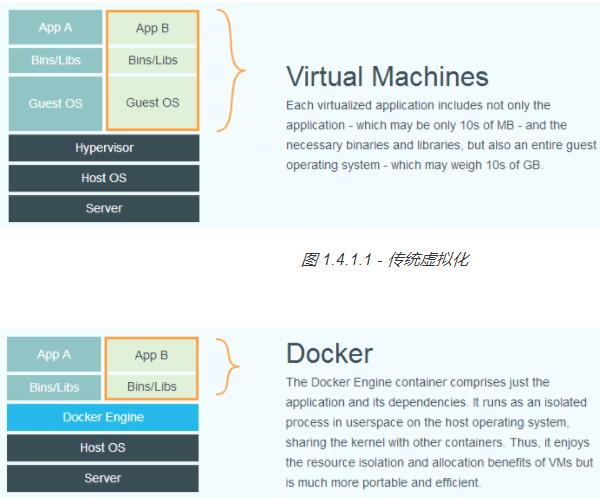 App A
App B
Bins/Libs
Bins/Libs
Guest OS
Guest OS
Hypervisor
Host OS
Server
Virtual Machines
Each virtualized application includes not only the
application - which may be only 10s of MB - and the
necessary binaries and libraries, but also an entire guest
operating system - which may weigh 10s of GB.
图 1.4.1.1 - 传统虚拟化
App A
App B
Bins/Libs
Bins/Libs
Docker Engine
Host OS
Server
Docker
The Docker Engine container comprises just the
application and its dependencies. It runs as an isolated
process in userspace on the host operating system,
sharing the kernel with other containers. Thus, it enjoys
the resource isolation and allocation benefits of VMs but
is much more portable and efficient.